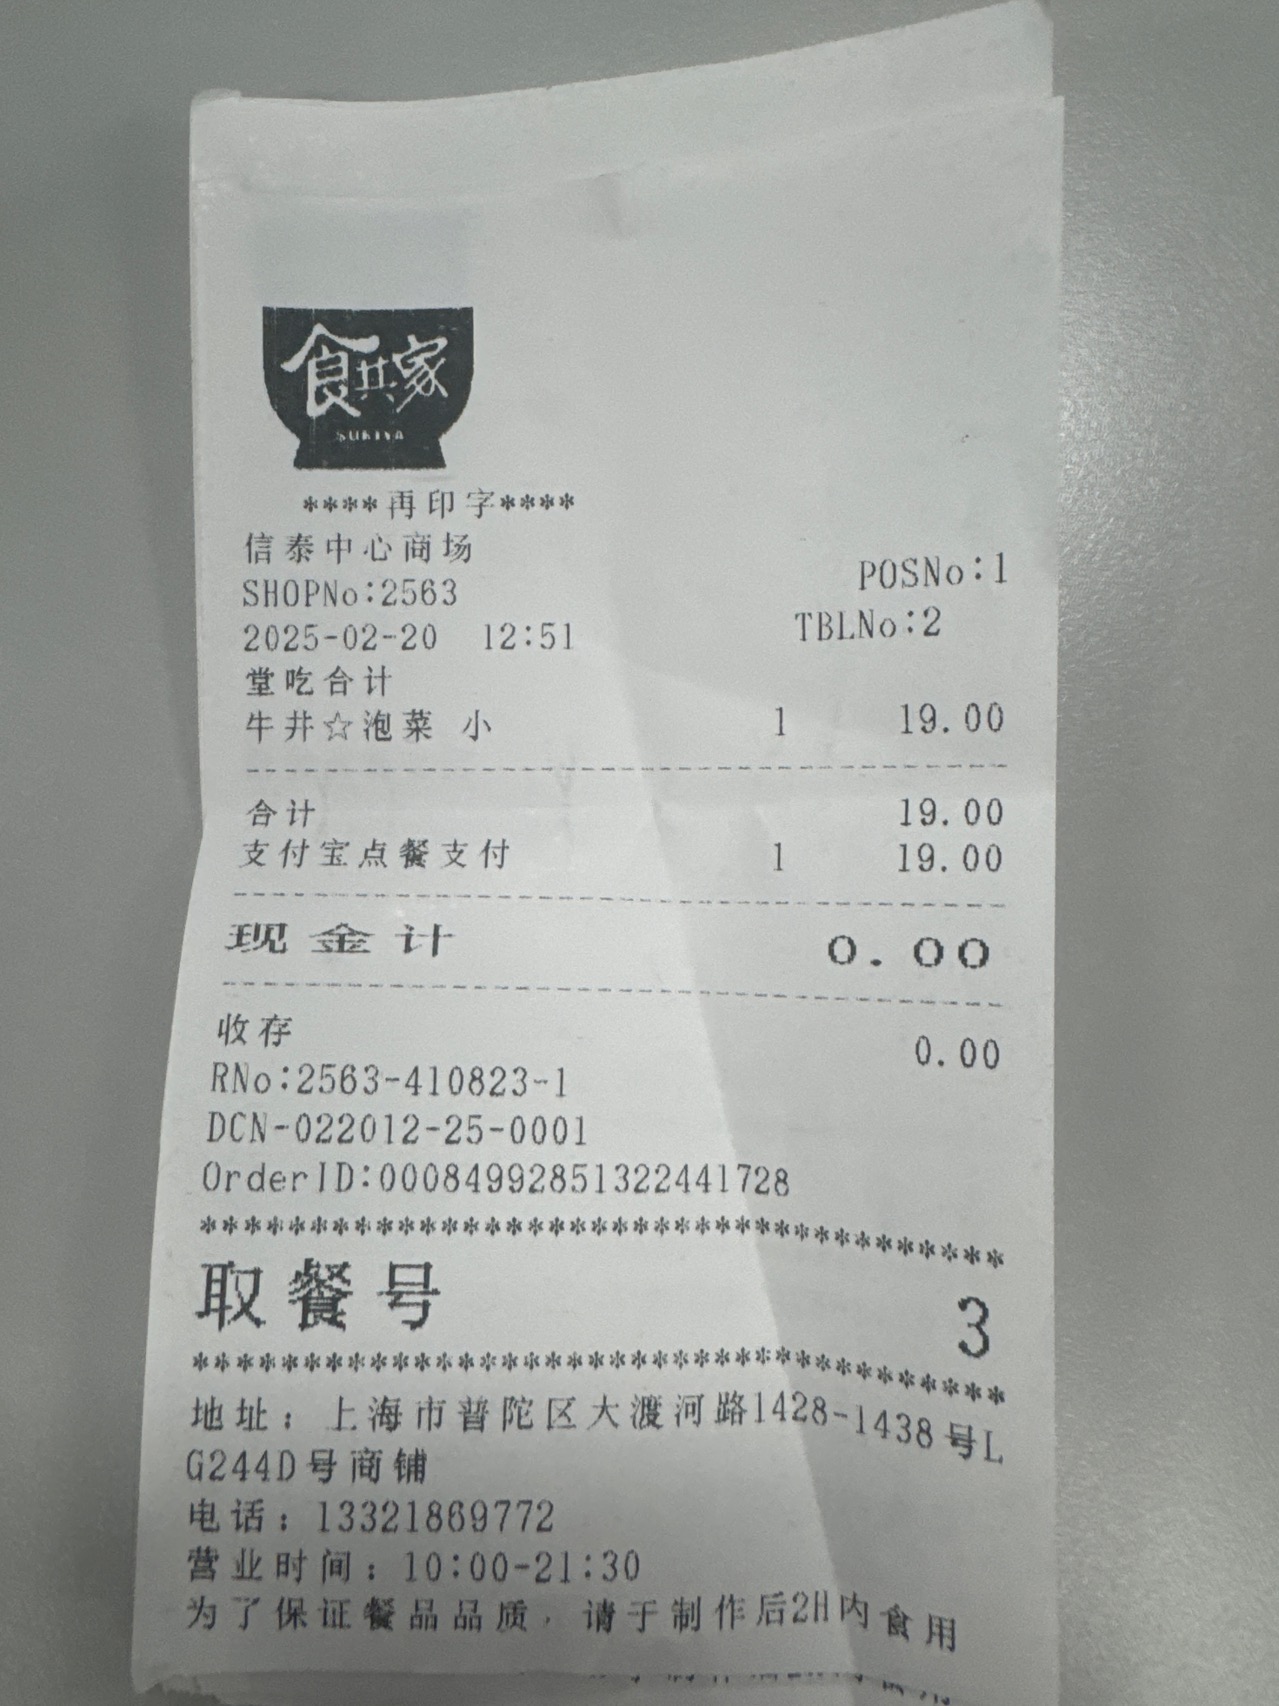 食其家
SUKIYA
****再印字****
信泰中心商场
SHOPNo:2563 POSNo:1
2025-02-20 12:51 TBLNo:2
堂吃合计
牛丼☆泡菜 小 1 19.00
合计 19.00
支付宝点餐支付 1 19.00
现金计 0.00
收存 0.00
RNo:2563-410823-1
DCN-022012-25-0001
OrderID:00084992851322441728
*************************************
取餐号 3
*************************************
地址：上海市普陀区大渡河路1428-1438号L
G244D号商铺
电话：13321869772
营业时间：10:00-21:30
为了保证餐品品质，请于制作后2H内食用